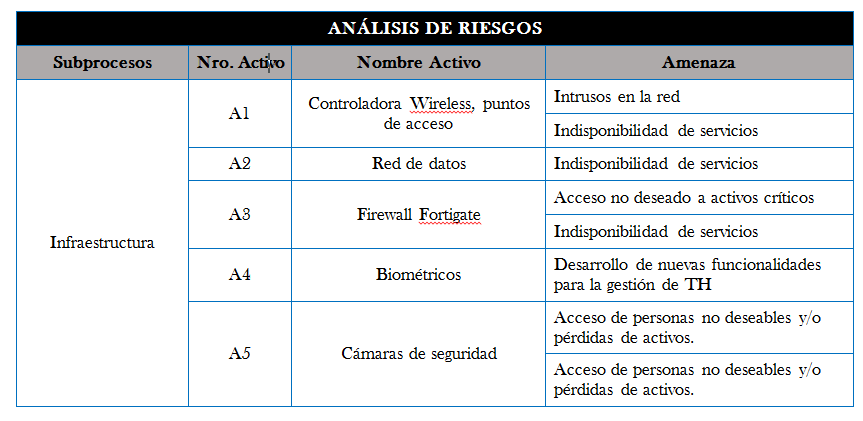 ANÁLISIS DE RIESGOS
Subprocesos Nro. Activo Nombre Activo Amenaza
Infraestructura
A1
Controladora Wireless, puntos
de acceso
Intrusos en la red
Indisponibilidad de servicios
A2
Red de datos
Indisponibilidad de servicios
A3
Firewall Fortigate
Acceso no deseado a activos críticos
Indisponibilidad de servicios
A4
Biométricos
Desarrollo de nuevas funcionalidades
para la gestión de TH
A5
Cámaras de seguridad
Acceso de personas no deseables y/o
pérdidas de activos.
Acceso de personas no deseables y/o
pérdidas de activos.